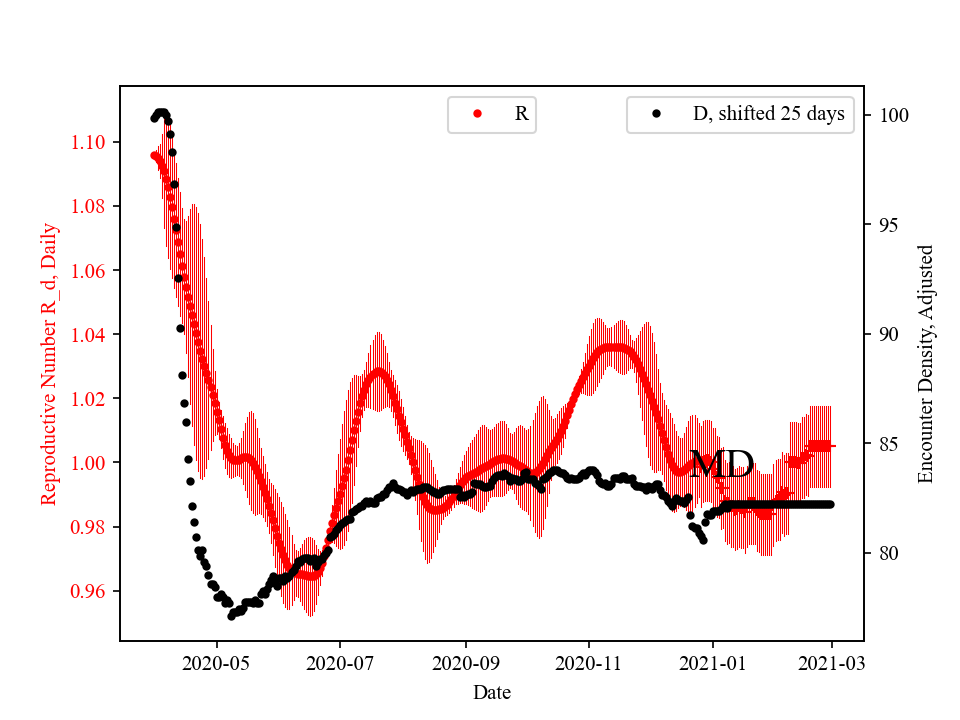 R
D, shifted 25 days
1.10
1.08
1.06
1.04
1.02
1.00
0.98
0.96
Reproductive Number R_d, Daily
100
95
90
85
80
Encounter Density, Adjusted
MD
2020-05 2020-07 2020-09 2020-11 2021-01 2021-03
Date